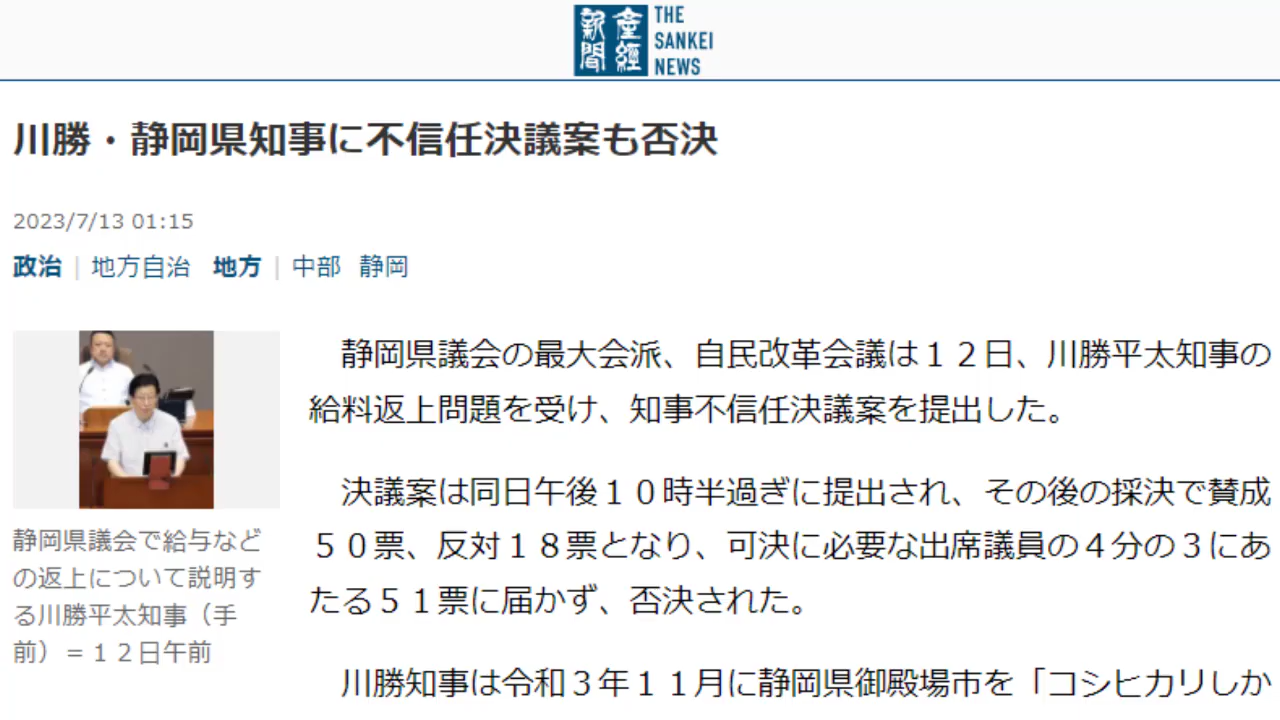 新聞 産經
THE
SANKEI
NEWS
川勝・静岡県知事に不信任決議案も否決
2023/7/13 01:15
政治 | 地方自治 地方 | 中部 静岡
静岡県議会で給与など
の返上について説明す
る川勝平太知事（手
前）＝１２日午前
静岡県議会の最大会派、自民改革会議は１２日、川勝平太知事の
給料返上問題を受け、知事不信任決議案を提出した。
決議案は同日午後１０時半過ぎに提出され、その後の採決で賛成
５０票、反対１８票となり、可決に必要な出席議員の４分の３にあ
たる５１票に届かず、否決された。
川勝知事は令和３年１１月に静岡県御殿場市を「コシヒカリしか